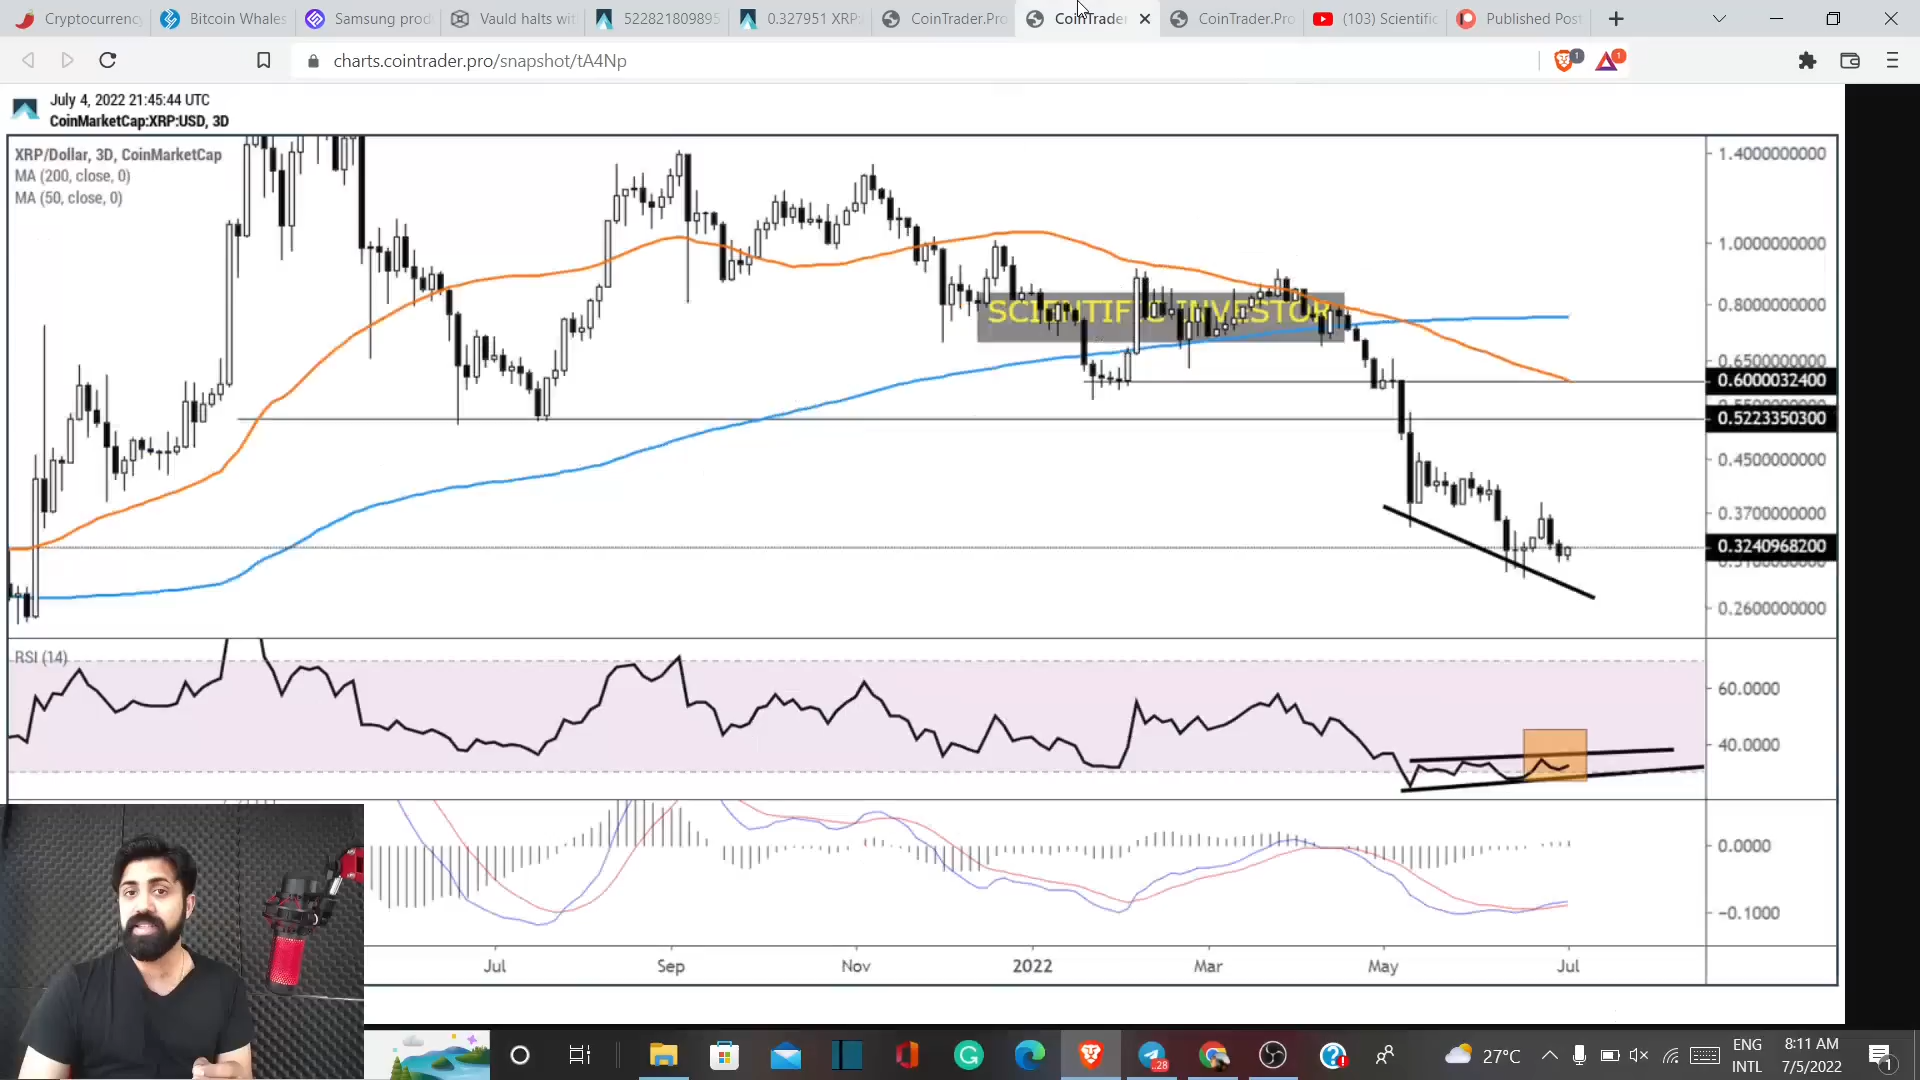 Cryptocurrency
Bitcoin Whales
Samsung prod
Vauld halts wit
522821809895
0.327951 XRP
CoinTrader.Pro
CoinTrader
CoinTrader.Pro
(103) Scientific
Published Post
charts.cointrader.pro/snapshot/tA4Np
1
1
July 4, 2022 21:45:44 UTC
CoinMarketCap:XRP:USD, 3D
XRP/Dollar, 3D, CoinMarketCap
MA (200, close, 0)
MA (50, close, 0)
SCIENTIFIC INVESTOR
1.4000000000
1.0000000000
0.8000000000
0.6500000000
0.6000032400
0.5223350300
0.4500000000
0.3700000000
0.3240968200
0.2600000000
RSI (14)
60.0000
40.0000
0.0000
-0.1000
Jul
Sep
Nov
2022
Mar
May
Jul
27°C
ENG
INTL
8:11 AM
7/5/2022
1